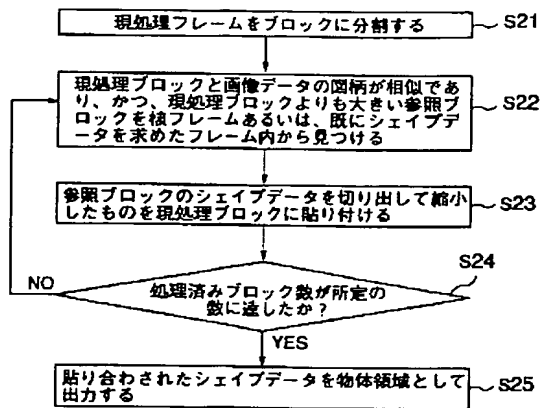 現処理フレームをブロックに分割する
S21
現処理ブロックと画像データの図柄が相似であ
り、かつ、現処理ブロックよりも大きい参照ブ
ロックを該フレームあるいは、既にシェイプデ
ータを求めたフレーム内から見つける
S22
参照ブロックのシェイプデータを切り出して縮小
したものを現処理ブロックに貼り付ける
S23
S24
処理済みブロック数が所定の
数に達したか？
NO
YES
貼り合わされたシェイプデータを物体領域として
出力する
S25